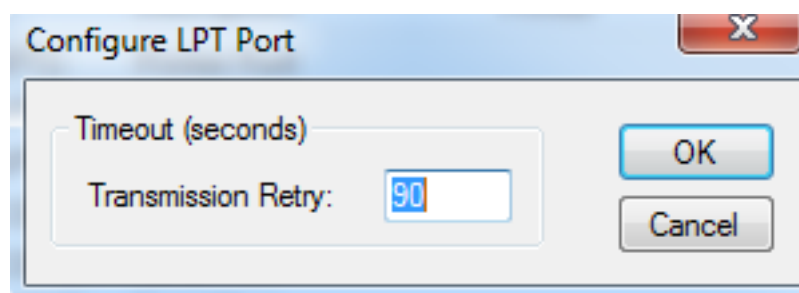 Configure LPT Port
Timeout (seconds)
Transmission Retry: 90
OK
Cancel